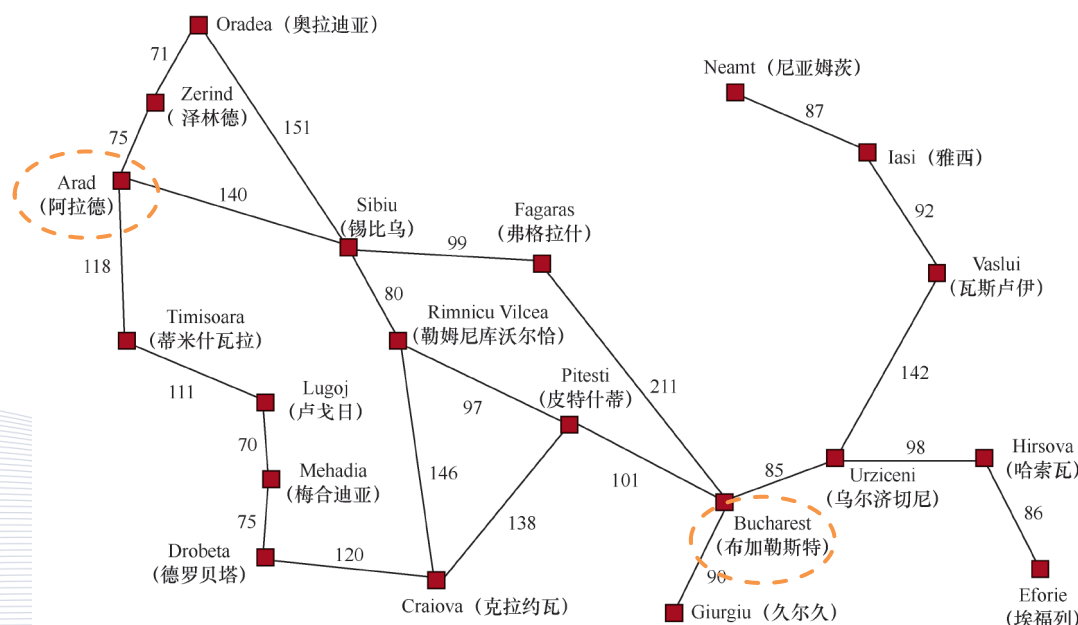 Oradea（奥拉迪亚）
71
Neamt（尼亚姆茨）
Zerind
（ 泽林德）
87
151
75
Iasi（雅西）
Arad
（阿拉德）
140
Sibiu
（锡比乌）
Fagaras
（弗格拉什）
92
99
Vaslui
（瓦斯卢伊）
118
80
Timisoara
（蒂米什瓦拉）
Rimnicu Vilcea
（勒姆尼库沃尔恰）
Pitesti
（皮特什蒂）
142
111
Lugoj
（卢戈日）
211
97
70
Hirsova
（哈索瓦）
98
146
Mehadia
（梅合迪亚）
101
85
Urziceni
（乌尔济切尼）
75
138
86
Bucharest
（布加勒斯特）
Drobeta
（德罗贝塔）
120
90
Craiova（克拉约瓦）
Giurgiu（久尔久）
Eforie
（埃福列）